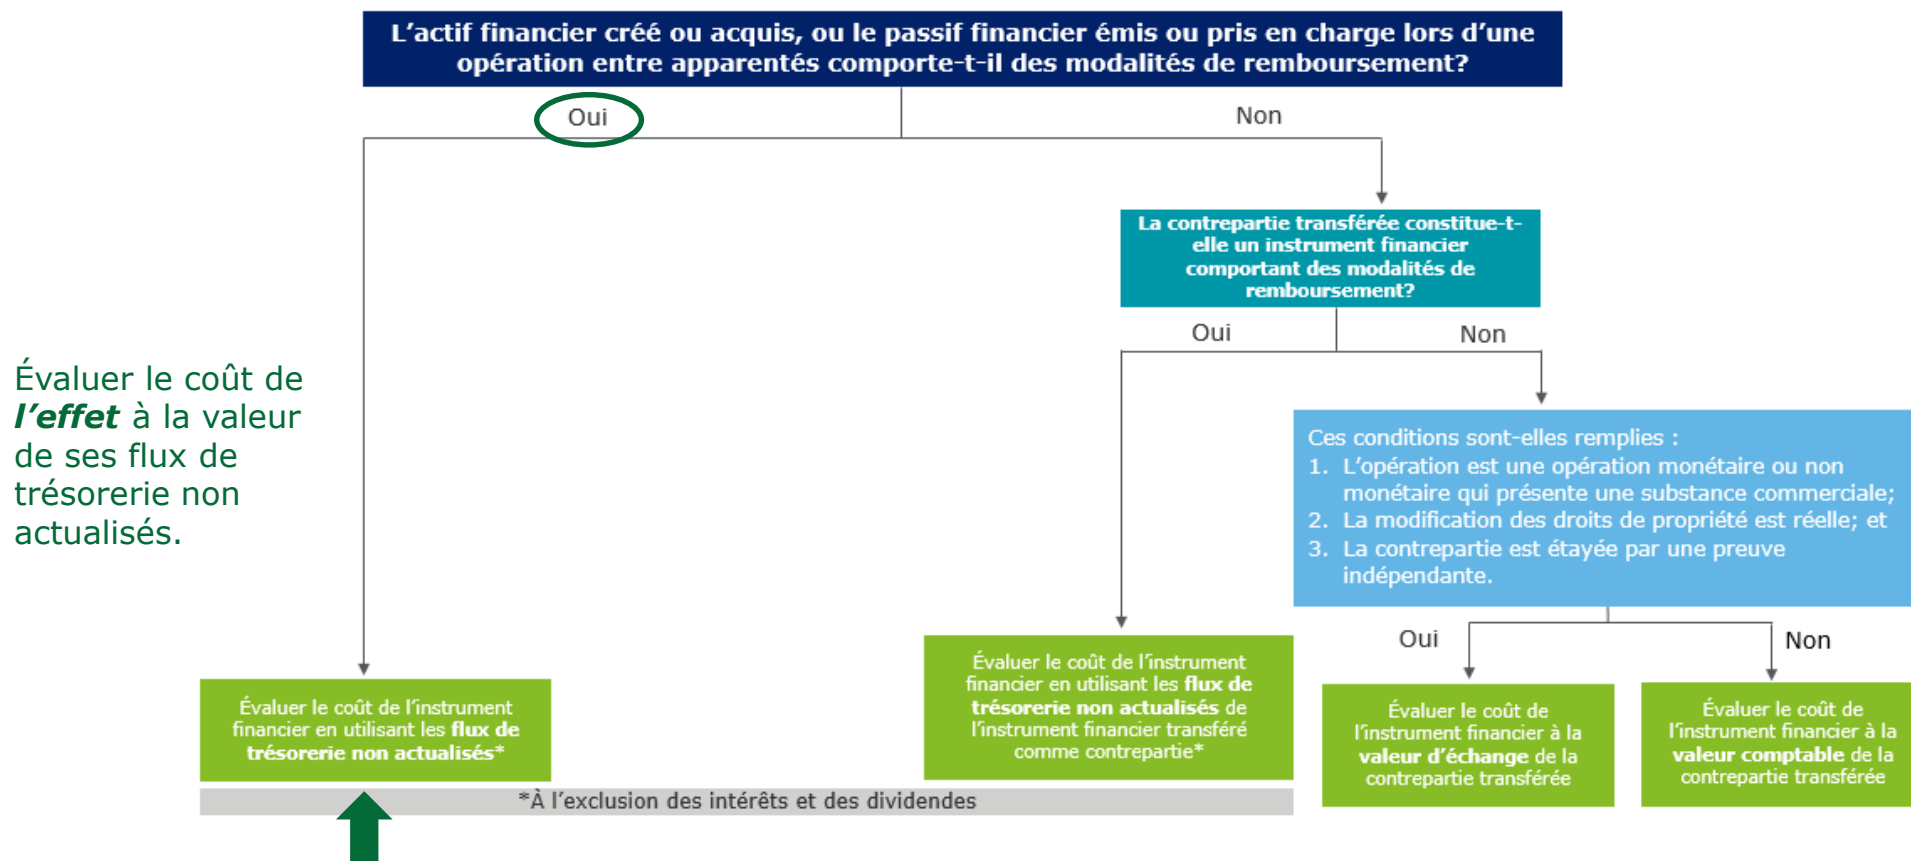 L’actif financier créé ou acquis, ou le passif financier émis ou pris en charge lors d’une
opération entre apparentés comporte-t-il des modalités de remboursement?
Oui
Non
La contrepartie transférée constitue-t-
elle un instrument financier
comportant des modalités de
remboursement?
Oui
Non
Évaluer le coût de
l’effet à la valeur
de ses flux de
trésorerie non
actualisés.
Ces conditions sont-elles remplies :
1. L’opération est une opération monétaire ou non
monétaire qui présente une substance commerciale;
2. La modification des droits de propriété est réelle; et
3. La contrepartie est étayée par une preuve
indépendante.
Oui
Non
Évaluer le coût de l’instrument
financier en utilisant les flux de
trésorerie non actualisés*
Évaluer le coût de l’instrument
financier en utilisant les flux de
trésorerie non actualisés de
l’instrument financier transféré
comme contrepartie*
Évaluer le coût de
l’instrument financier à la
valeur d’échange de la
contrepartie transférée
Évaluer le coût de
l’instrument financier à la
valeur comptable de la
contrepartie transférée
*À l’exclusion des intérêts et des dividendes